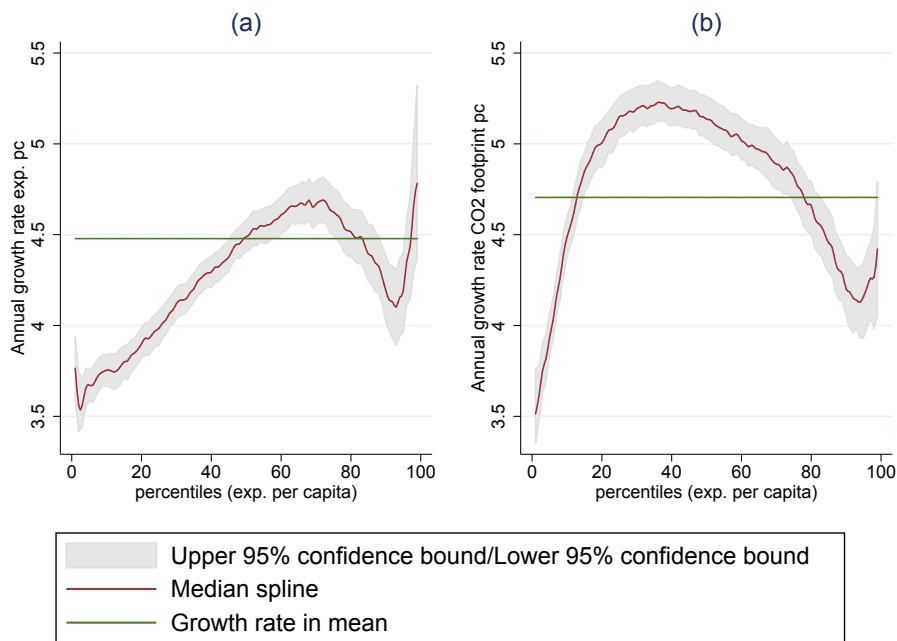 (a)
Annual growth rate exp. pc
5.5
5
4.5
4
3.5
0 20 40 60 80 100
percentiles (exp. per capita)
(b)
Annual growth rate CO2 footprint pc
5.5
5
4.5
4
3.5
0 20 40 60 80 100
percentiles (exp. per capita)
Upper 95% confidence bound/Lower 95% confidence bound
Median spline
Growth rate in mean